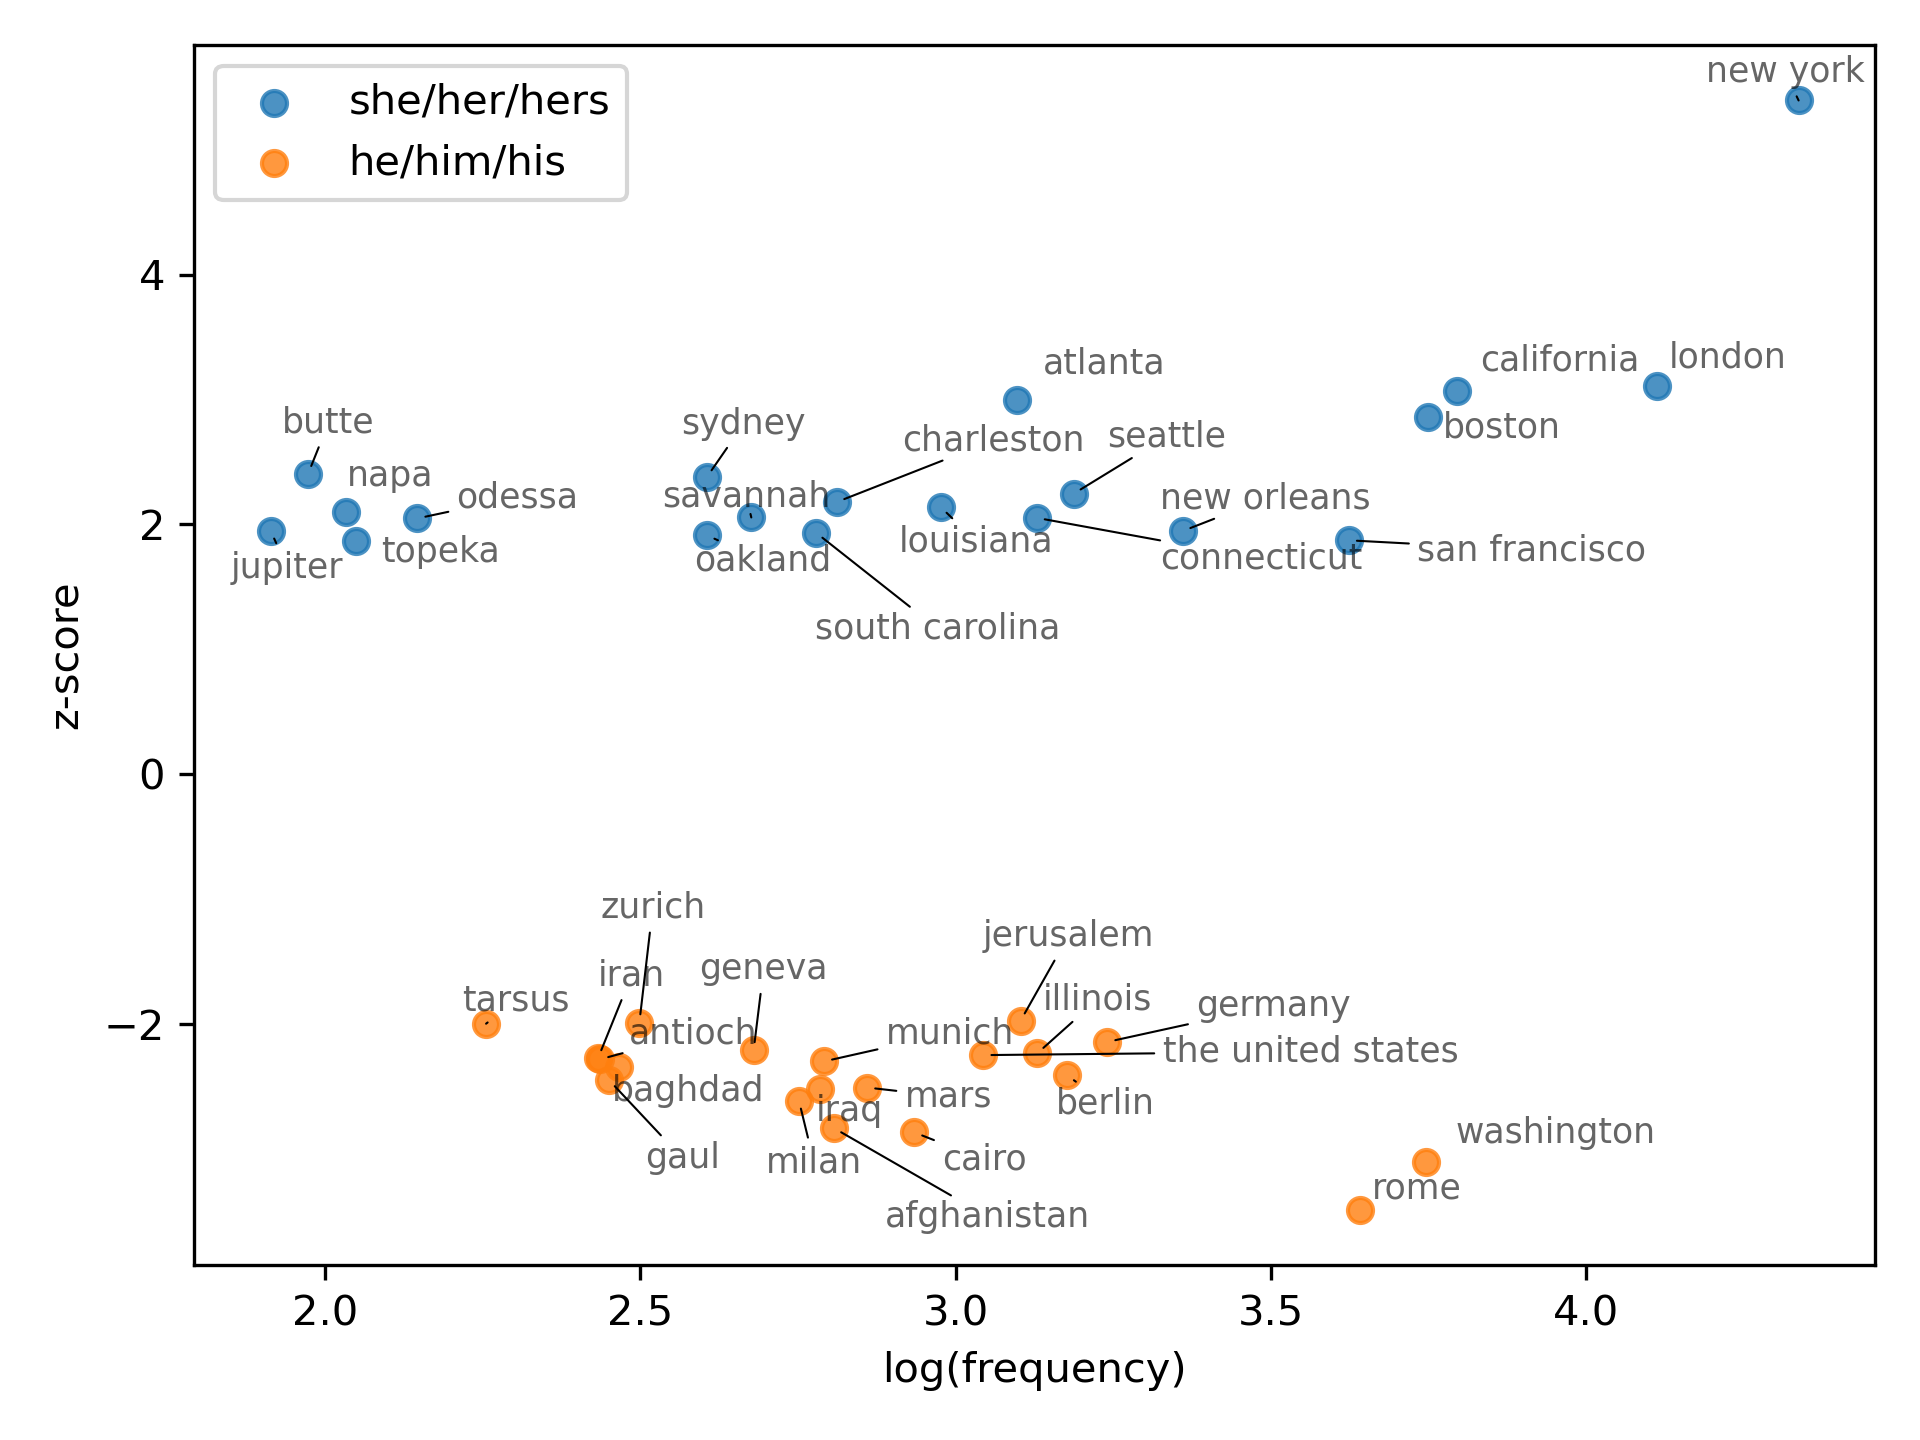 new york
she/her/hers
he/him/his
4
california
london
atlanta
butte
sydney
charleston
seattle
boston
napa
odessa
savannah
new orleans
2
jupiter
topeka
oakland
louisiana
connecticut
san francisco
south carolina
z-score
0
zurich
jerusalem
iran
geneva
tarsus
illinois
germany
−2
antioch
munich
the united states
baghdad
iraq
mars
berlin
gaul
milan
cairo
washington
rome
afghanistan
2.0
2.5
3.0
3.5
4.0
log(frequency)